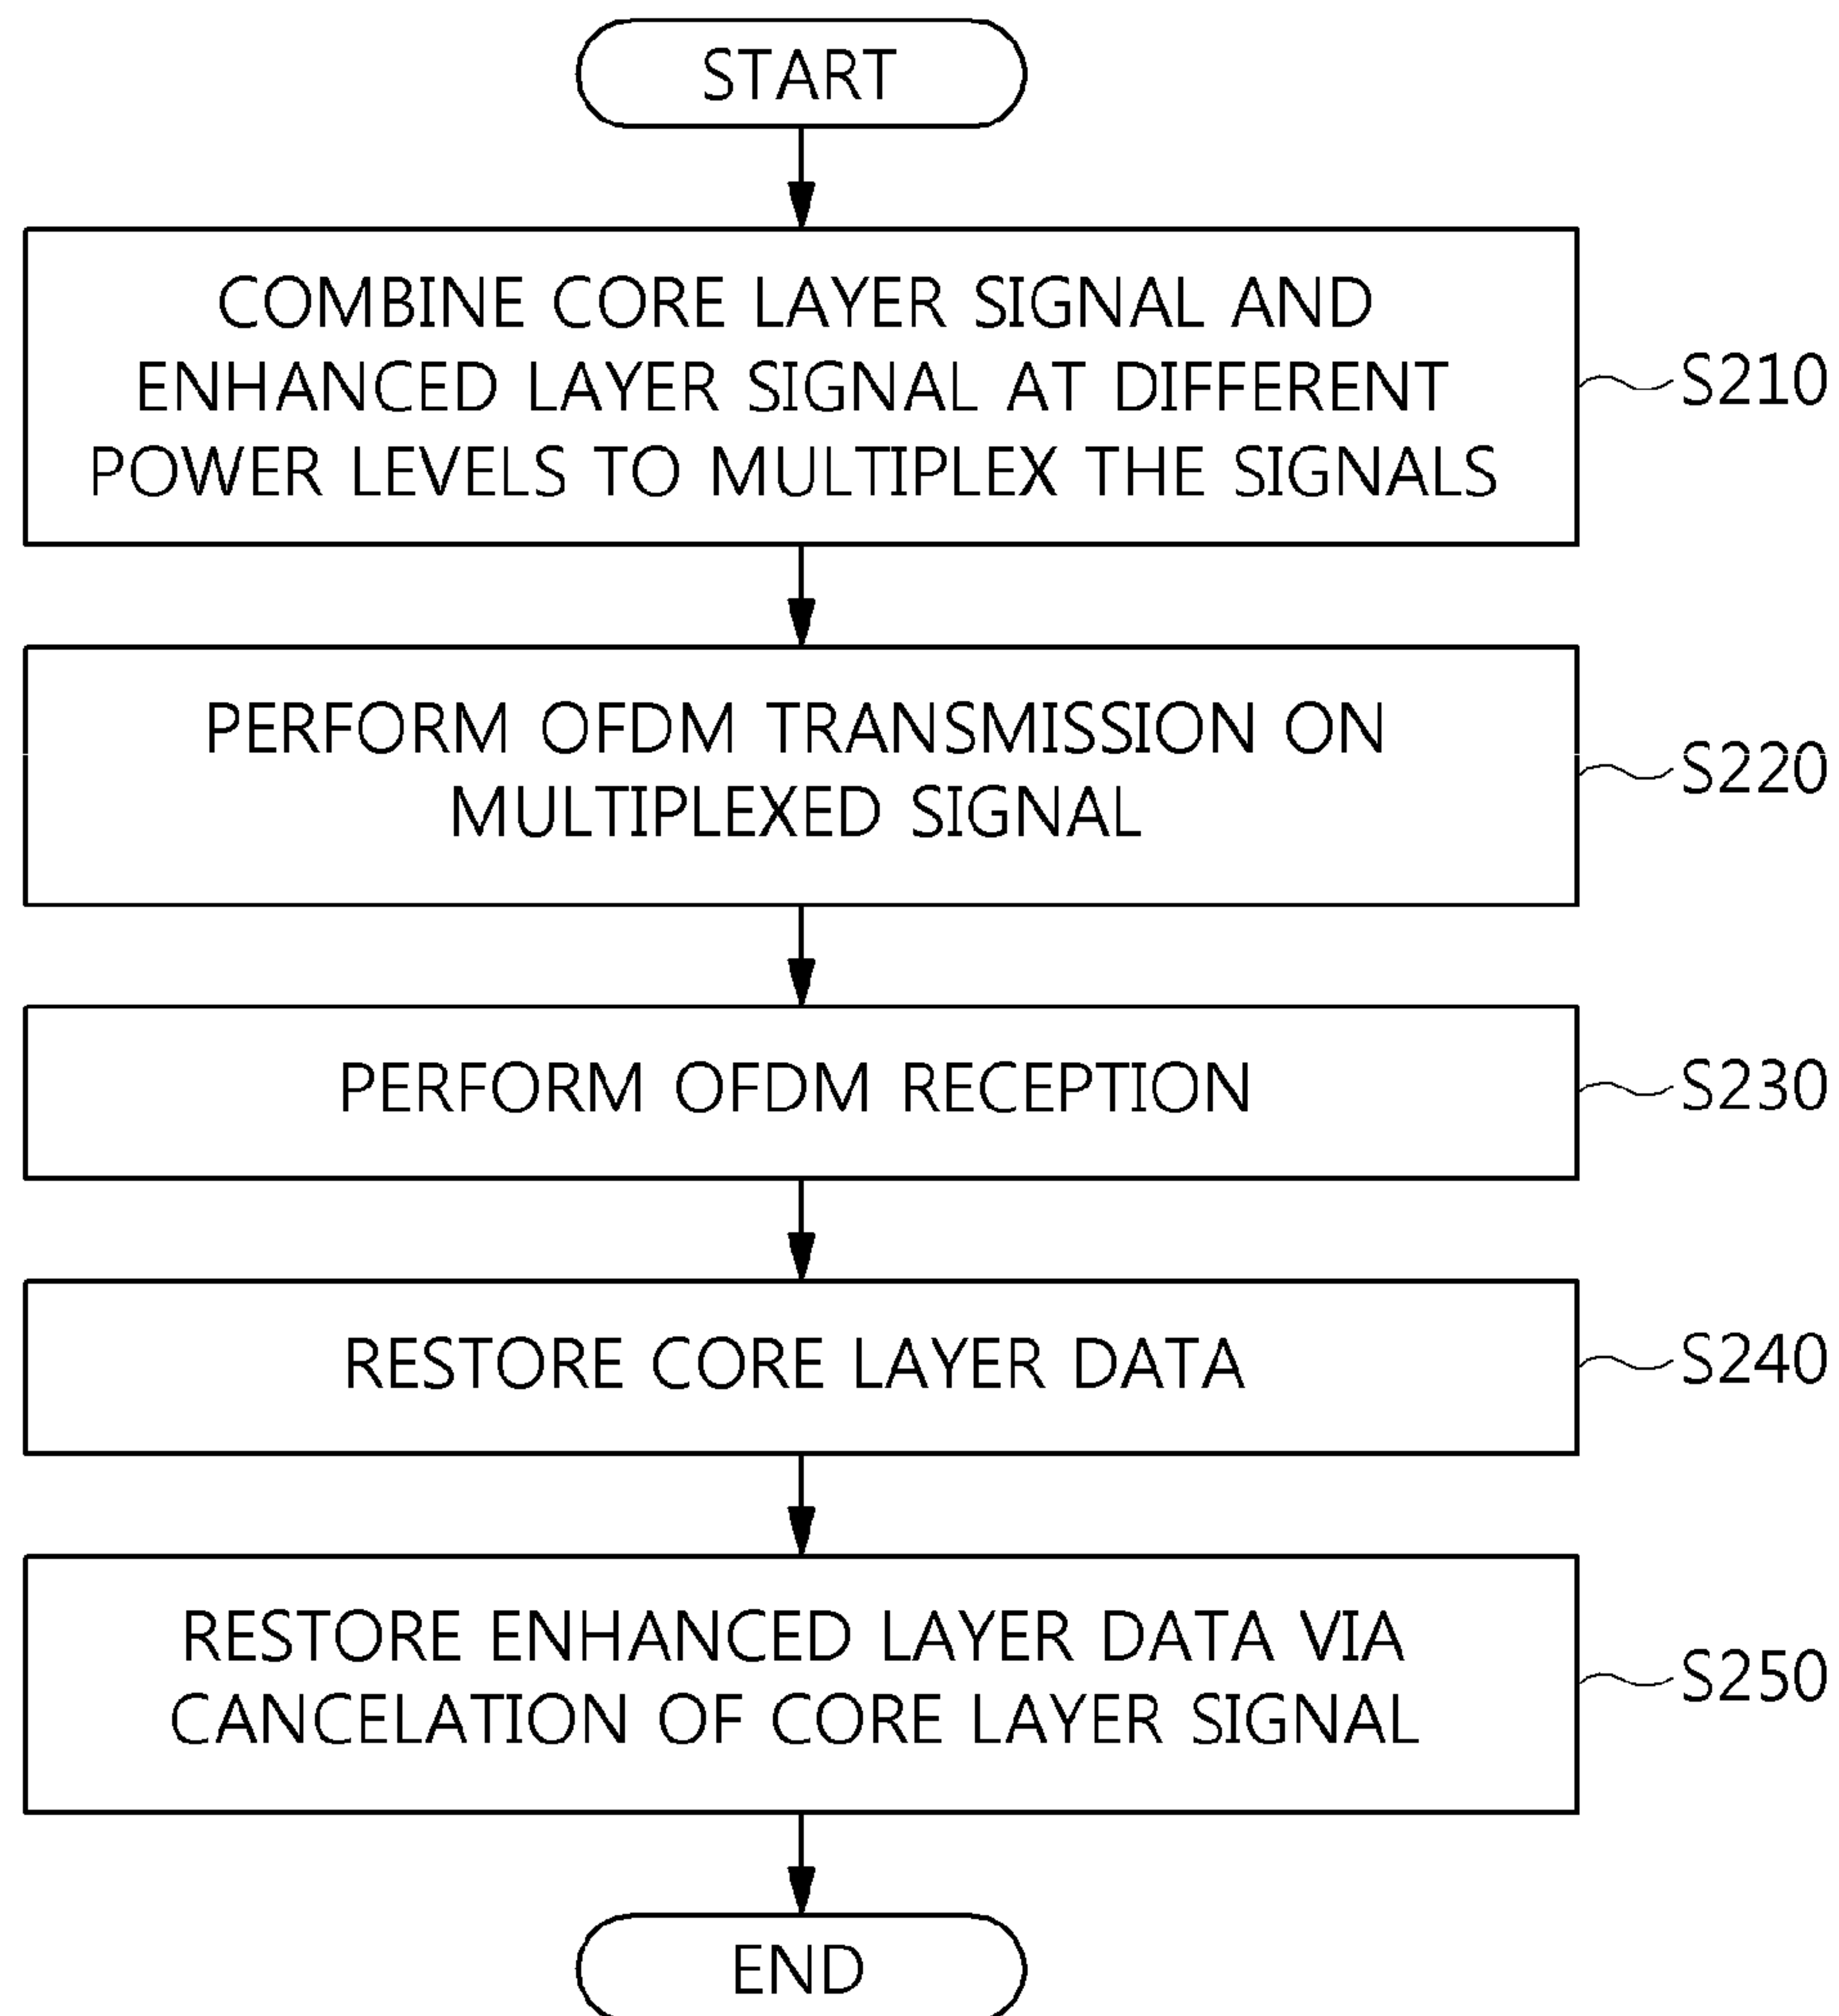 START
COMBINE CORE LAYER SIGNAL AND
ENHANCED LAYER SIGNAL AT DIFFERENT
POWER LEVELS TO MULTIPLEX THE SIGNALS
S210
PERFORM OFDM TRANSMISSION ON
MULTIPLEXED SIGNAL
S220
PERFORM OFDM RECEPTION
S230
RESTORE CORE LAYER DATA
S240
RESTORE ENHANCED LAYER DATA VIA
CANCELATION OF CORE LAYER SIGNAL
S250
END